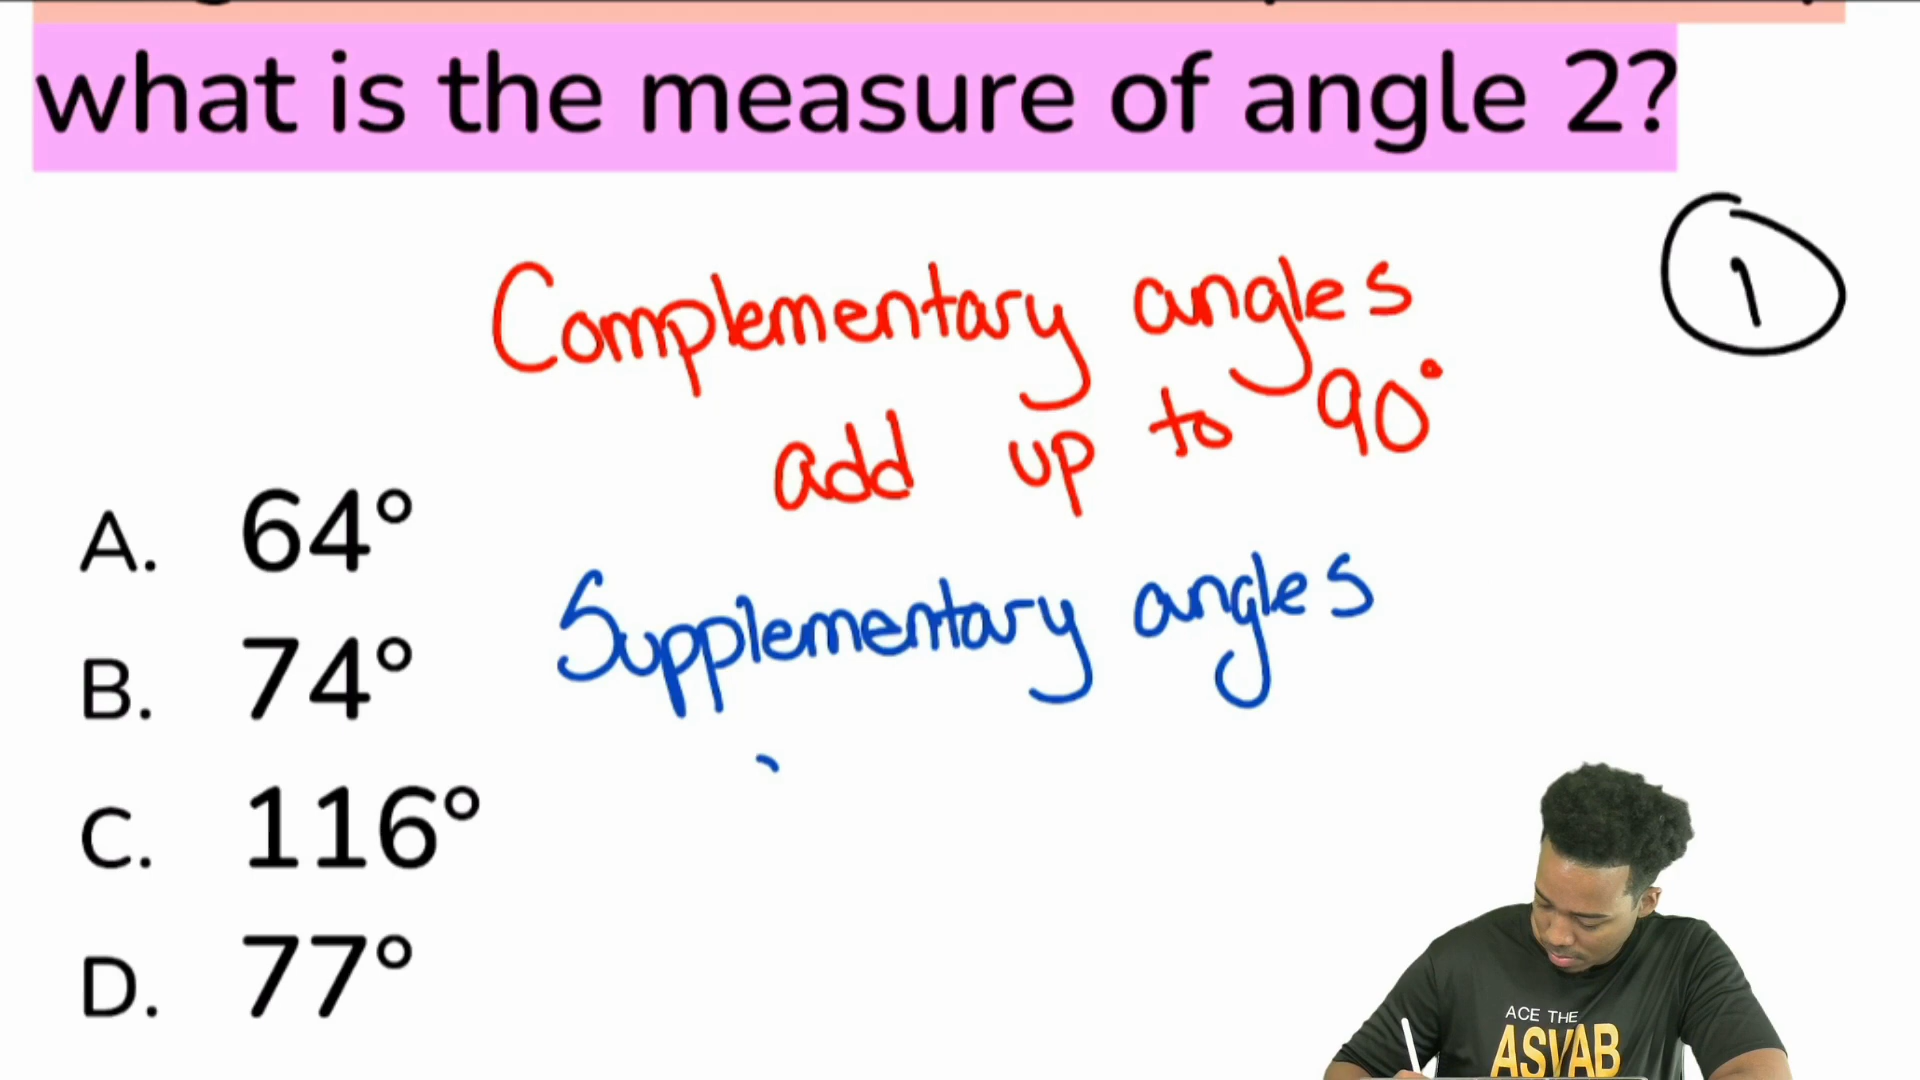 what is the measure of angle 2?
1
Complementary angles
add up to 90°
Supplementary angles
A. 64°
B. 74°
C. 116°
D. 77°
ACE THE
ASVAB